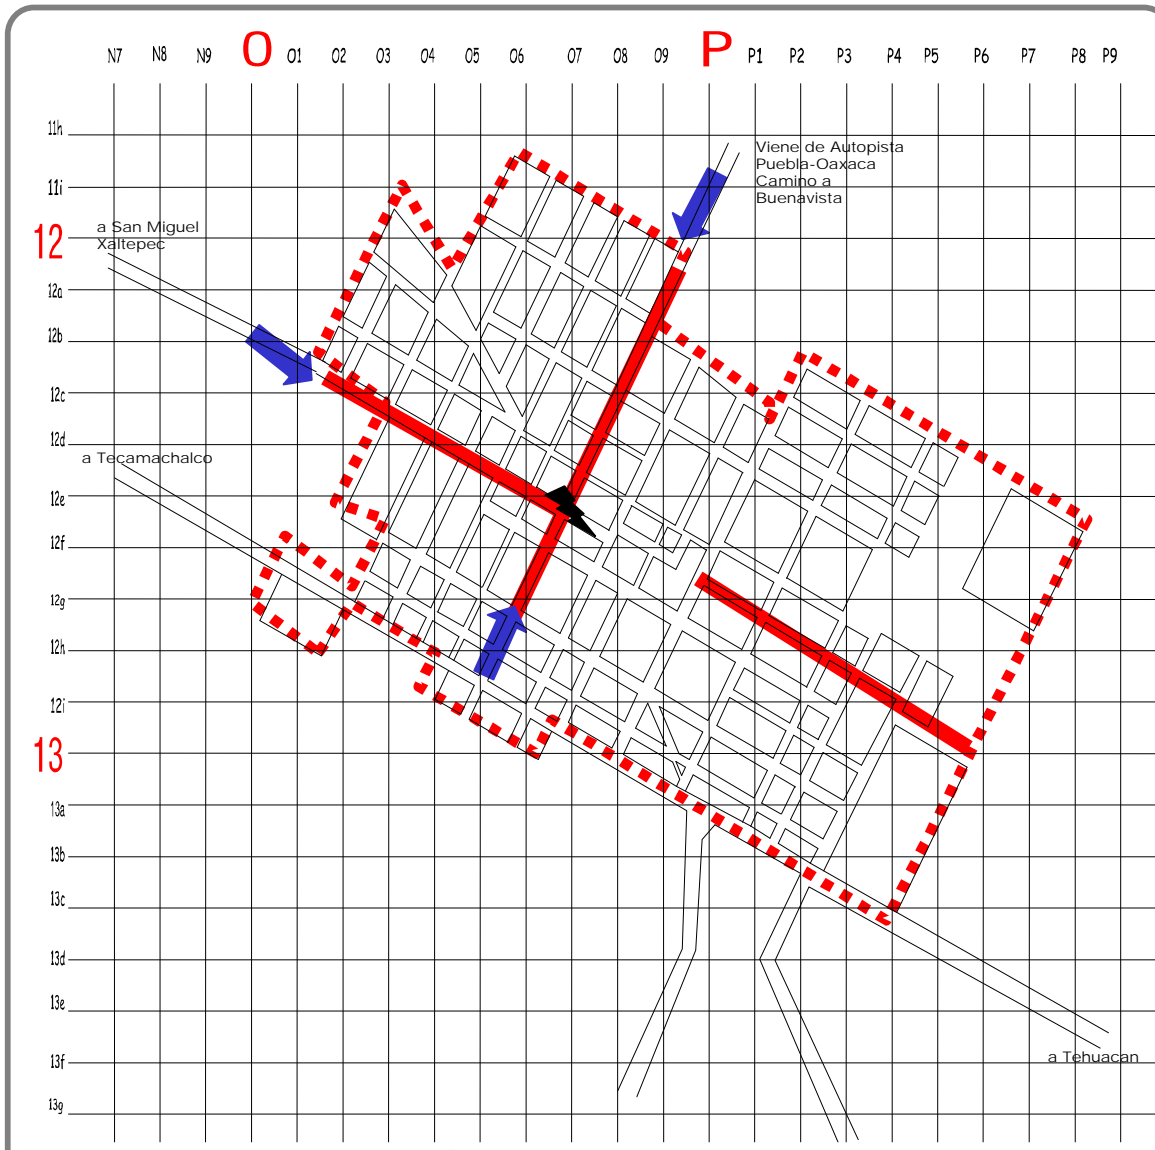 N7 N8 N9 O O1 O2 O3 O4 O5 O6 O7 O8 O9 P P1 P2 P3 P4 P5 P6 P7 P8 P9
11h
Viene de Autopista
Puebla-Oaxaca
Camino a
Buenavista
11i
a San Miguel
Xaltepec
12
12a
12b
12c
12d
a Tecamachalco
12e
12f
12g
12h
12i
13
13a
13b
13c
13d
13e
13f
a Tehuacan
13g